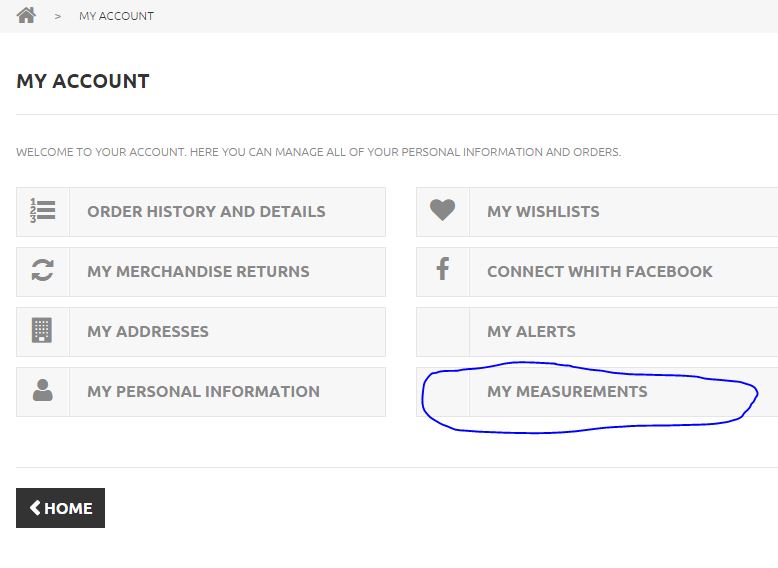 > MY ACCOUNT
MY ACCOUNT
WELCOME TO YOUR ACCOUNT. HERE YOU CAN MANAGE ALL OF YOUR PERSONAL INFORMATION AND ORDERS.
ORDER HISTORY AND DETAILS
MY WISHLISTS
MY MERCHANDISE RETURNS
CONNECT WHITH FACEBOOK
MY ADDRESSES
MY ALERTS
MY PERSONAL INFORMATION
MY MEASUREMENTS
HOME